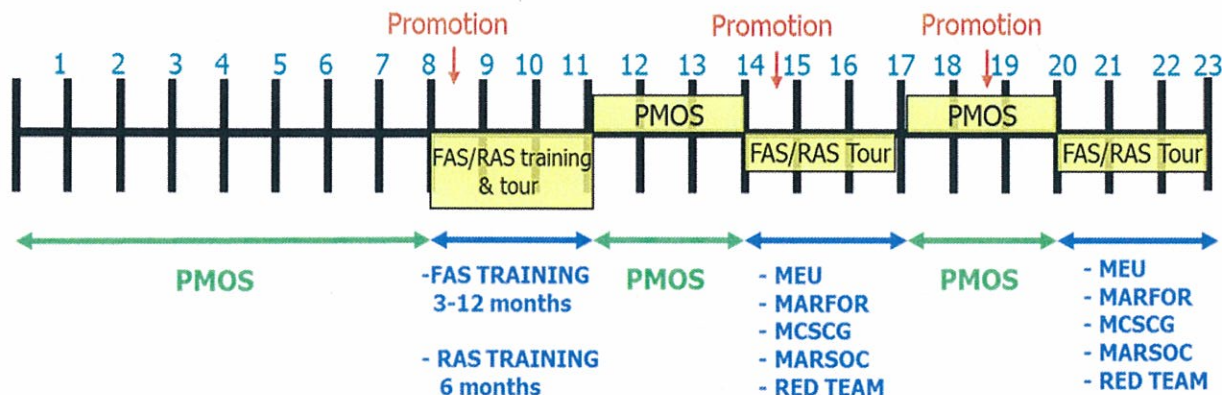 Promotion Promotion Promotion
1 2 3 4 5 6 7 8 9 10 11 12 13 14 15 16 17 18 19 20 21 22 23
PMOS PMOS
FAS/RAS training
& tour
FAS/RAS Tour
FAS/RAS Tour
PMOS
-FAS TRAINING
3-12 months
- RAS TRAINING
6 months
PMOS
- MEU
- MARFOR
- MCSCG
- MARSOC
- RED TEAM
PMOS
- MEU
- MARFOR
- MCSCG
- MARSOC
- RED TEAM